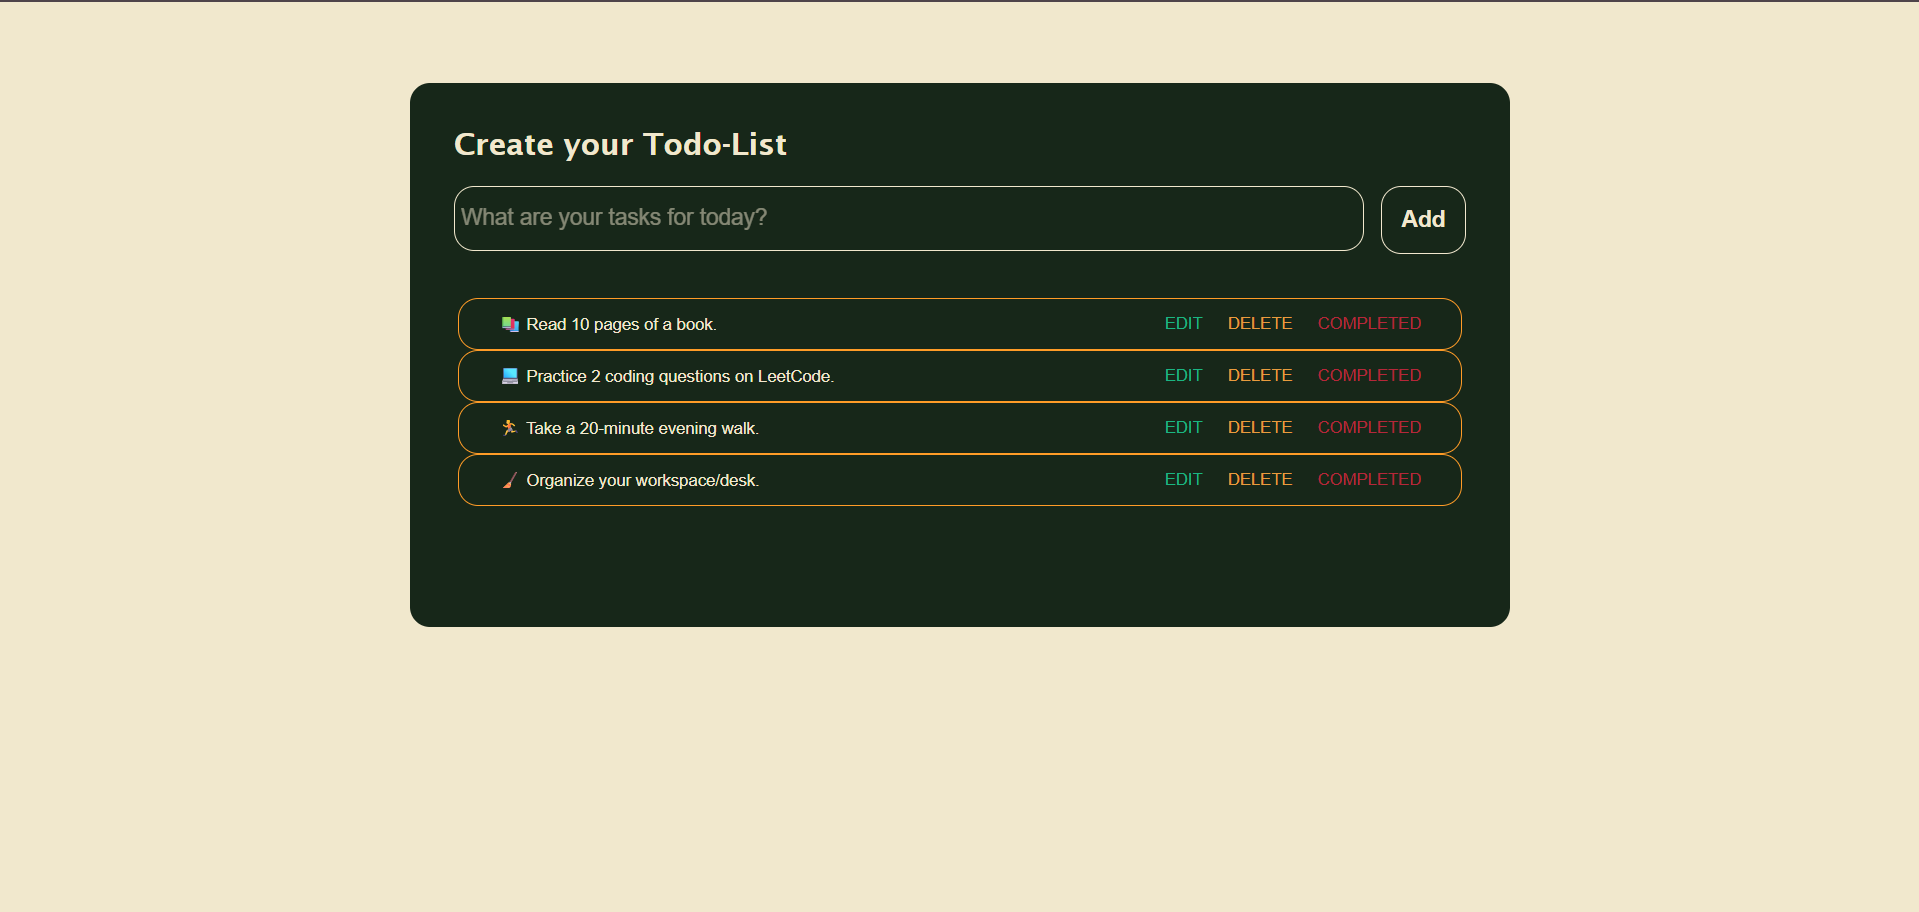 Create your Todo-List
What are your tasks for today?
Add
📚 Read 10 pages of a book. EDIT DELETE COMPLETED
💻 Practice 2 coding questions on LeetCode. EDIT DELETE COMPLETED
🏃 Take a 20-minute evening walk. EDIT DELETE COMPLETED
🧹 Organize your workspace/desk. EDIT DELETE COMPLETED